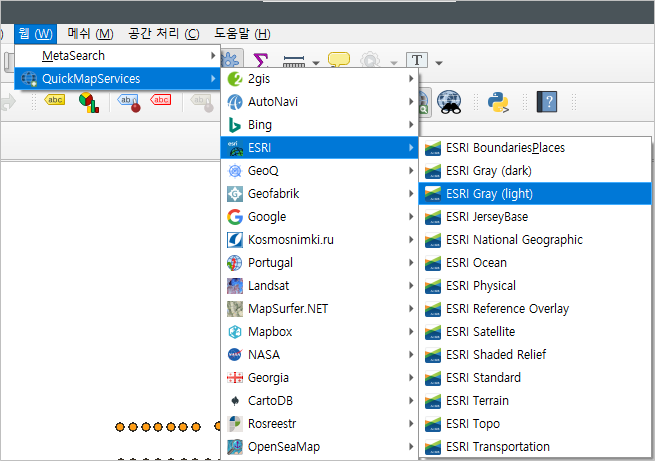 웹 (W) 메쉬 (M) 공간 처리 (C) 도움말 (H)
MetaSearch
QuickMapServices
T
abc
ab
abc
2gis
AutoNavi
Bing
ESRI
GeoQ
Geofabrik
Google
Kosmosnimki.ru
Portugal
Landsat
MapSurfer.NET
Mapbox
NASA
Georgia
CartoDB
Rosreestr
OpenSeaMap
ESRI BoundariesPlaces
ESRI Gray (dark)
ESRI Gray (light)
ESRI JerseyBase
ESRI National Geographic
ESRI Ocean
ESRI Physical
ESRI Reference Overlay
ESRI Satellite
ESRI Shaded Relief
ESRI Standard
ESRI Terrain
ESRI Topo
ESRI Transportation